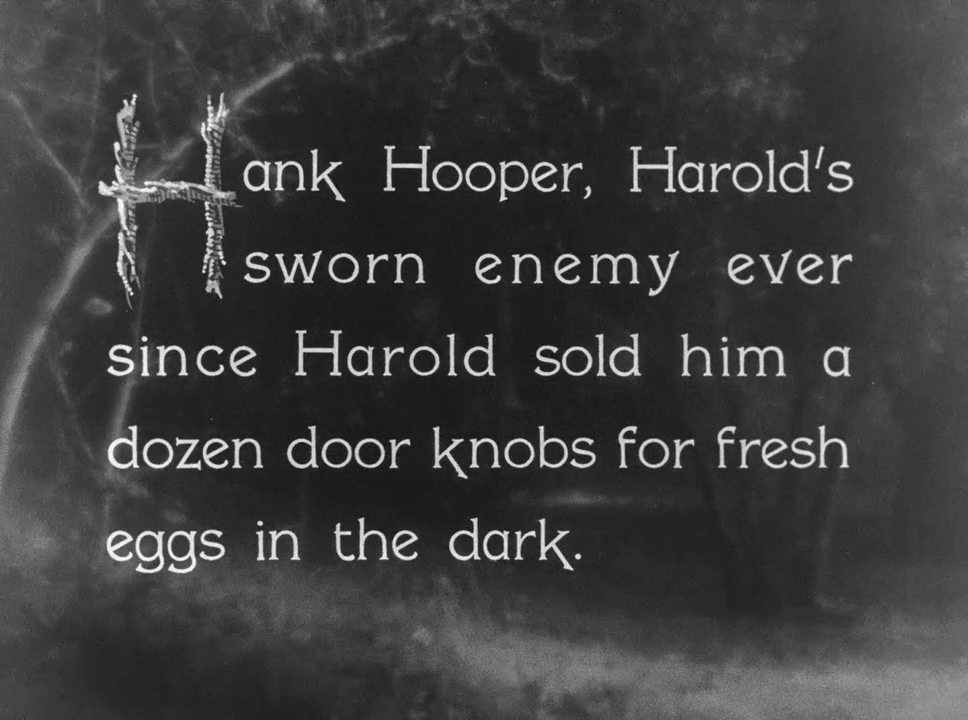 Hank Hooper, Harold's
sworn enemy ever
since Harold sold him a
dozen door knobs for fresh
eggs in the dark.